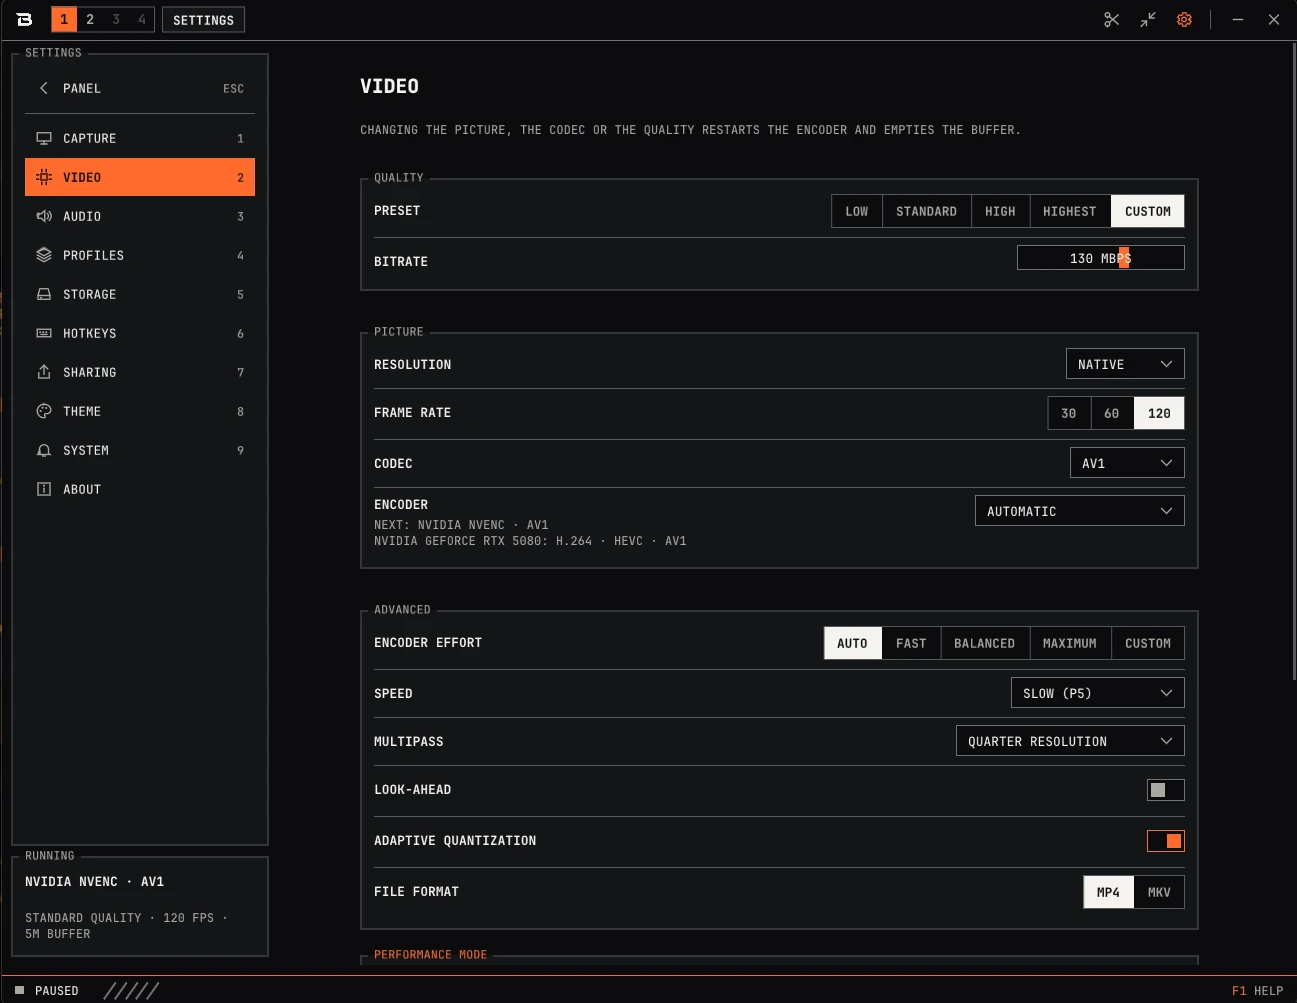 1 2 3 4 SETTINGS
SETTINGS
PANEL ESC
CAPTURE 1
VIDEO 2
AUDIO 3
PROFILES 4
STORAGE 5
HOTKEYS 6
SHARING 7
THEME 8
SYSTEM 9
ABOUT
RUNNING
NVIDIA NVENC · AV1
STANDARD QUALITY · 120 FPS ·
5M BUFFER
VIDEO
CHANGING THE PICTURE, THE CODEC OR THE QUALITY RESTARTS THE ENCODER AND EMPTIES THE BUFFER.
QUALITY
PRESET LOW STANDARD HIGH HIGHEST CUSTOM
BITRATE 130 MBPS
PICTURE
RESOLUTION NATIVE
FRAME RATE 30 60 120
CODEC AV1
ENCODER AUTOMATIC
NEXT: NVIDIA NVENC · AV1
NVIDIA GEFORCE RTX 5080: H.264 · HEVC · AV1
ADVANCED
ENCODER EFFORT AUTO FAST BALANCED MAXIMUM CUSTOM
SPEED SLOW (P5)
MULTIPASS QUARTER RESOLUTION
LOOK-AHEAD
ADAPTIVE QUANTIZATION
FILE FORMAT MP4 MKV
PERFORMANCE MODE
PAUSED F1 HELP